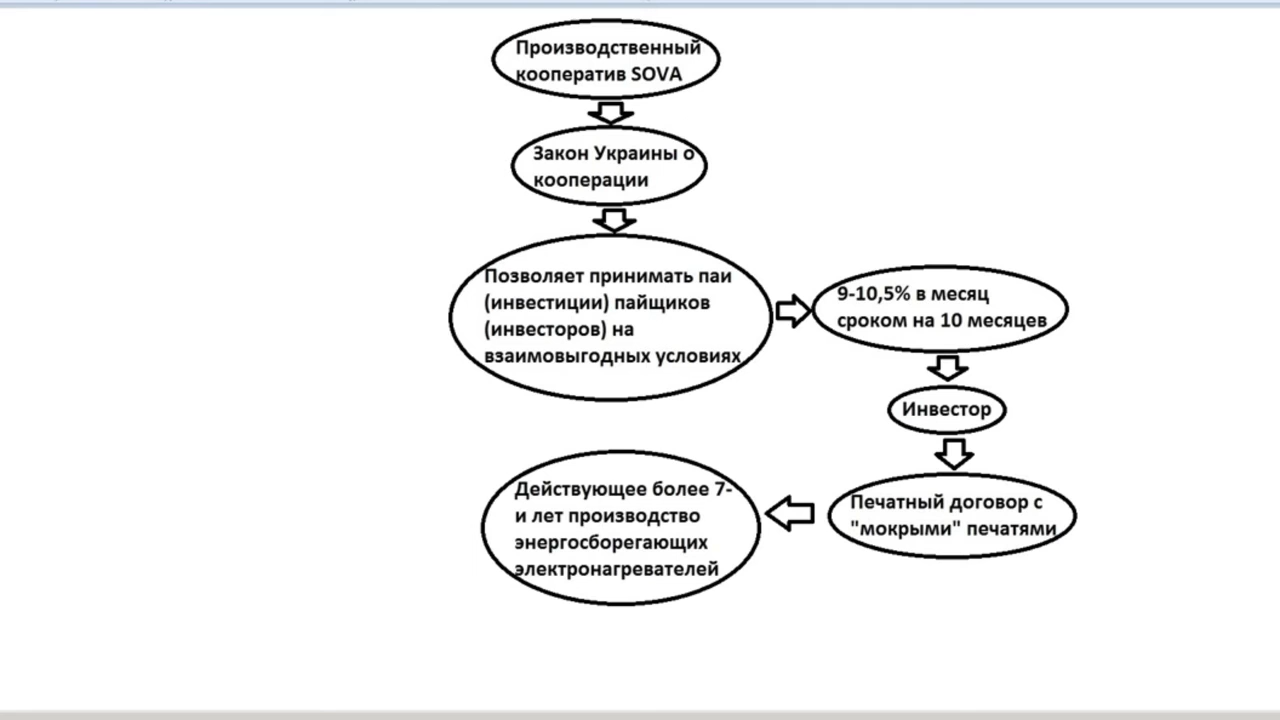 Производственный
кооператив SOVA
Закон Украины о
кооперации
Позволяет принимать паи
(инвестиции) пайщиков
(инвесторов) на
взаимовыгодных условиях
9-10,5% в месяц
сроком на 10 месяцев
Инвестор
Печатный договор с
"мокрыми" печатями
Действующее более 7-
и лет производство
энергосборегающих
электронагревателей